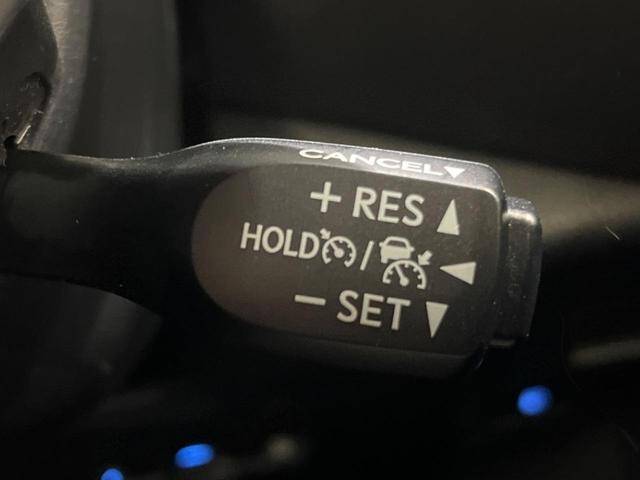 CANCEL▼
+ RES ▲
HOLD / ◀
− SET ▼